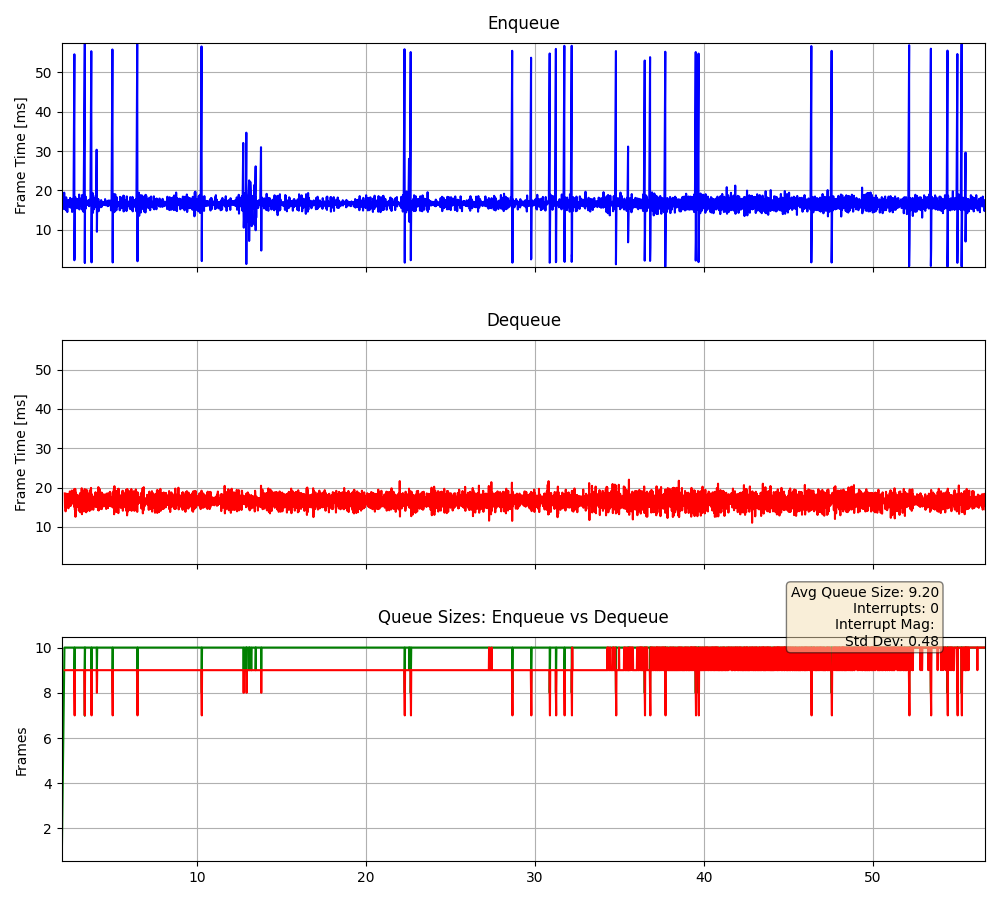 Enqueue
Frame Time [ms]
50
40
30
20
10
Dequeue
Frame Time [ms]
50
40
30
20
10
Avg Queue Size: 9.20
Interrupts: 0
Interrupt Mag:
Std Dev: 0.48
Queue Sizes: Enqueue vs Dequeue
Frames
10
8
6
4
2
10 20 30 40 50